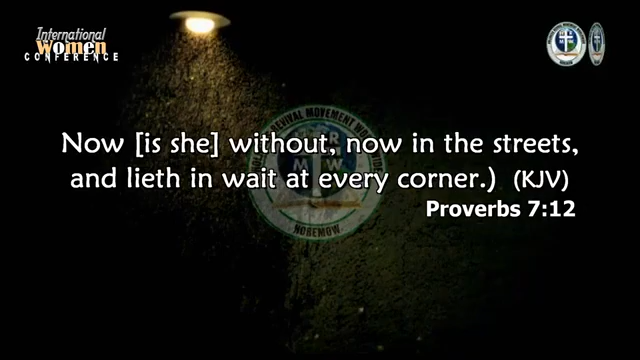 International
Women
CONFERENCE
Now [is she] without, now in the streets,
and lieth in wait at every corner.) (KJV)
Proverbs 7:12
NOREMOW